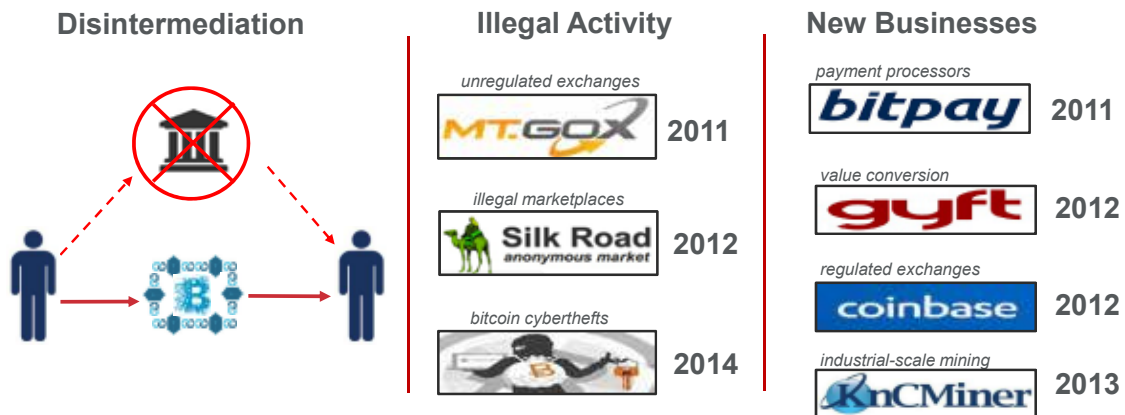 Disintermediation
Illegal Activity
unregulated exchanges
MT.GOX
2011
illegal marketplaces
Silk Road
anonymous market
2012
bitcoin cyberthefts
2014
New Businesses
payment processors
bitpay
2011
value conversion
gyft
2012
regulated exchanges
coinbase
2012
industrial-scale mining
KnCMiner
2013